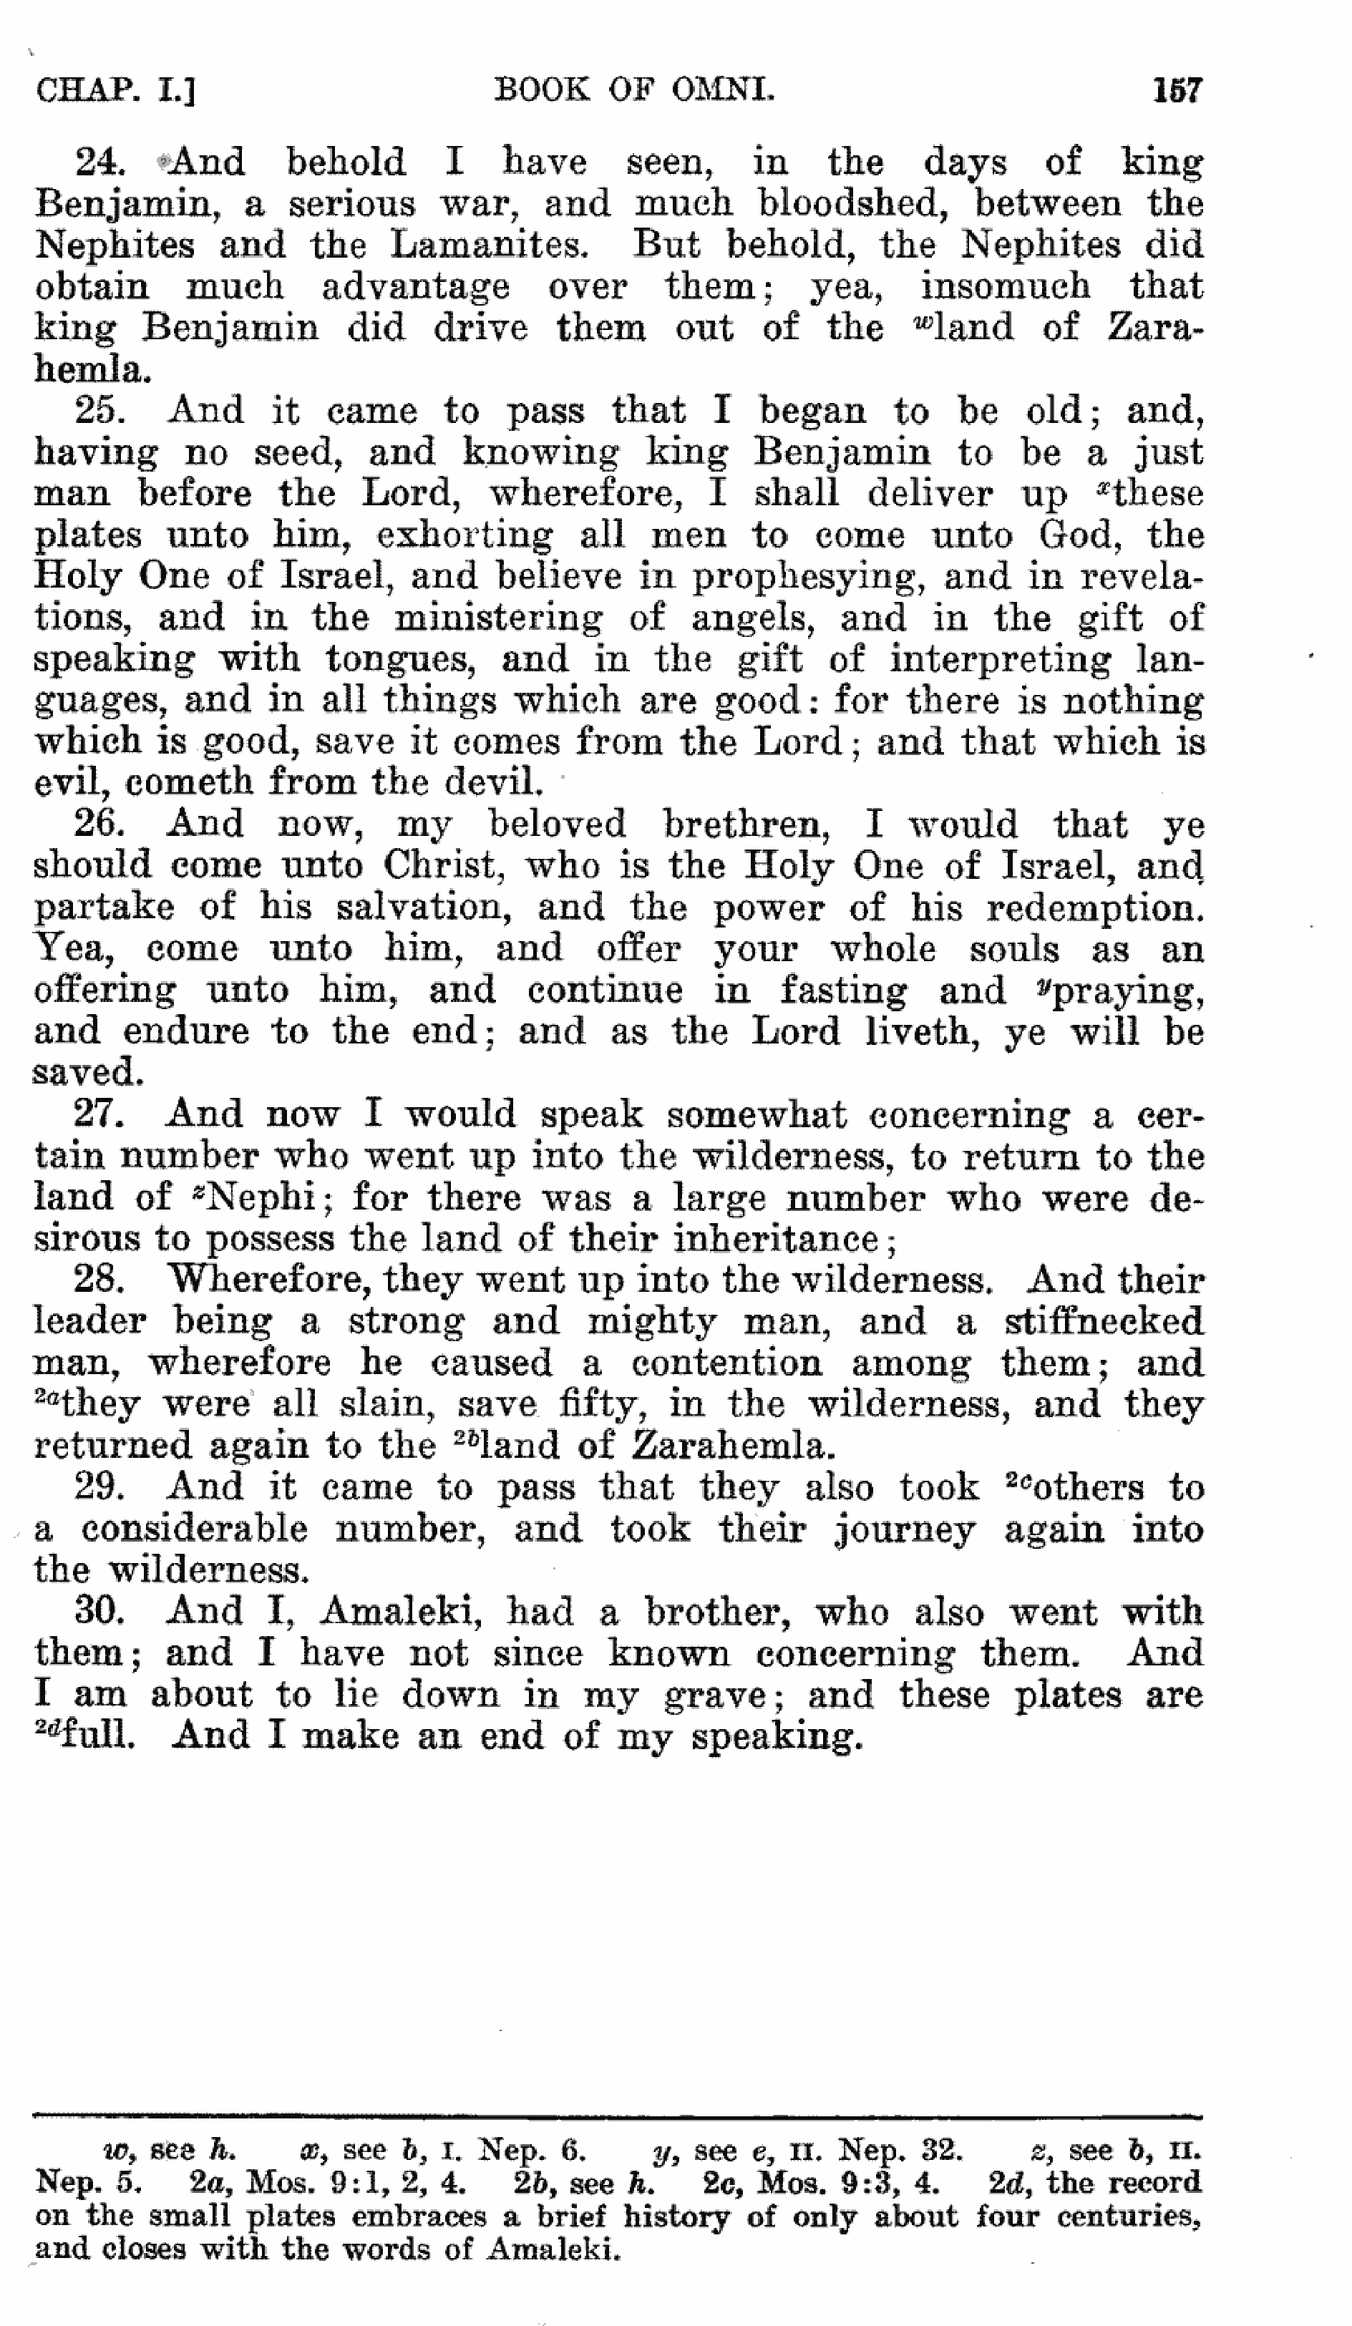 CHAP. I.] BOOK OF OMNI. 157
24. And behold I have seen, in the days of king
Benjamin, a serious war, and much bloodshed, between the
Nephites and the Lamanites. But behold, the Nephites did
obtain much advantage over them; yea, insomuch that
king Benjamin did drive them out of the wland of Zara-
hemla.
25. And it came to pass that I began to be old; and,
having no seed, and knowing king Benjamin to be a just
man before the Lord, wherefore, I shall deliver up xthese
plates unto him, exhorting all men to come unto God, the
Holy One of Israel, and believe in prophesying, and in revela-
tions, and in the ministering of angels, and in the gift of
speaking with tongues, and in the gift of interpreting lan-
guages, and in all things which are good: for there is nothing
which is good, save it comes from the Lord; and that which is
evil, cometh from the devil.
26. And now, my beloved brethren, I would that ye
should come unto Christ, who is the Holy One of Israel, and
partake of his salvation, and the power of his redemption.
Yea, come unto him, and offer your whole souls as an
offering unto him, and continue in fasting and ypraying,
and endure to the end; and as the Lord liveth, ye will be
saved.
27. And now I would speak somewhat concerning a cer-
tain number who went up into the wilderness, to return to the
land of zNephi; for there was a large number who were de-
sirous to possess the land of their inheritance;
28. Wherefore, they went up into the wilderness. And their
leader being a strong and mighty man, and a stiffnecked
man, wherefore he caused a contention among them; and
2athey were all slain, save fifty, in the wilderness, and they
returned again to the 2bland of Zarahemla.
29. And it came to pass that they also took 2cothers to
a considerable number, and took their journey again into
the wilderness.
30. And I, Amaleki, had a brother, who also went with
them; and I have not since known concerning them. And
I am about to lie down in my grave; and these plates are
2dfull. And I make an end of my speaking.
w, see h. x, see b, I. Nep. 6. y, see e, II. Nep. 32. z, see b, II.
Nep. 5. 2a, Mos. 9:1, 2, 4. 2b, see h. 2c, Mos. 9:3, 4. 2d, the record
on the small plates embraces a brief history of only about four centuries,
and closes with the words of Amaleki.